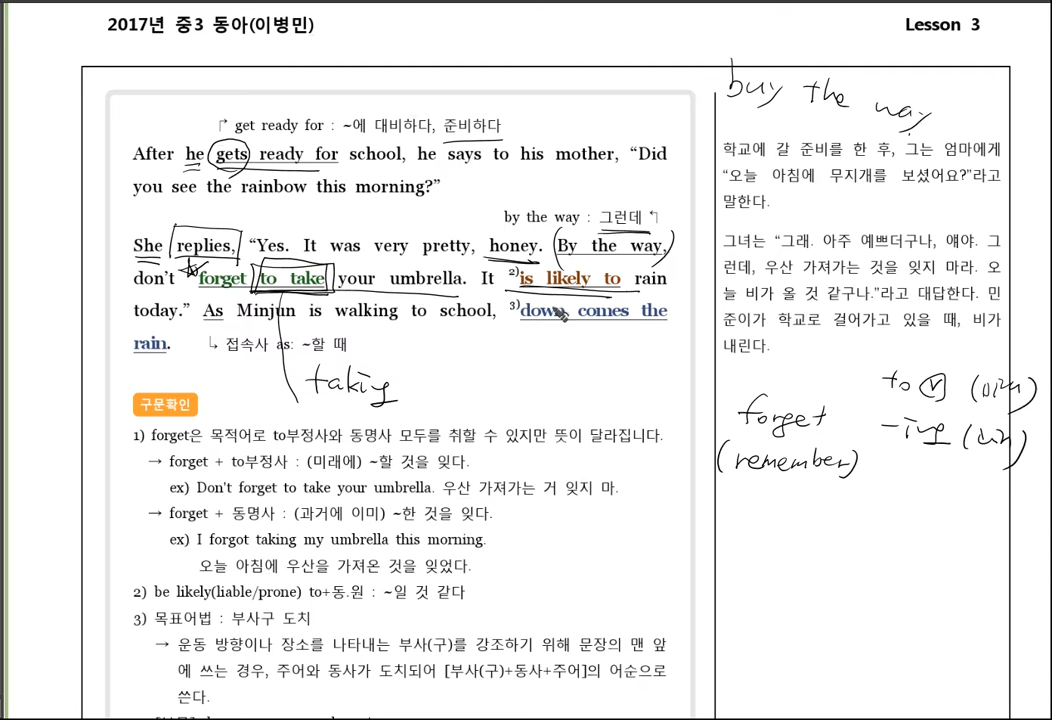 2017년 중3 동아(이병민)
Lesson 3
buy the way
┌ get ready for : ~에 대비하다, 준비하다
After he gets ready for school, he says to his mother, “Did
you see the rainbow this morning?”
by the way : 그런데 ┐
She replies, “Yes. It was very pretty, honey. By the way,
don't ¹⁾forget to take your umbrella. It ²⁾is likely to rain
today.” As Minjun is walking to school, ³⁾down comes the
rain.
└ 접속사 as: ~할 때
taking
학교에 갈 준비를 한 후, 그는 엄마에게
“오늘 아침에 무지개를 보셨어요?”라고
말한다.
그녀는 “그래. 아주 예쁘더구나, 얘야. 그
런데, 우산 가져가는 것을 잊지 마라. 오
늘 비가 올 것 같구나.”라고 대답한다. 민
준이가 학교로 걸어가고 있을 때, 비가
내린다.
forget
(remember)
to ⓥ (미래)
-ing
구문확인
1) forget은 목적어로 to부정사와 동명사 모두를 취할 수 있지만 뜻이 달라집니다.
→ forget + to부정사 : (미래에) ~할 것을 잊다.
ex) Don't forget to take your umbrella. 우산 가져가는 거 잊지 마.
→ forget + 동명사 : (과거에 이미) ~한 것을 잊다.
ex) I forgot taking my umbrella this morning.
오늘 아침에 우산을 가져온 것을 잊었다.
2) be likely(liable/prone) to+동.원 : ~일 것 같다
3) 목표어법 : 부사구 도치
→ 운동 방향이나 장소를 나타내는 부사(구)를 강조하기 위해 문장의 맨 앞
에 쓰는 경우, 주어와 동사가 도치되어 [부사(구)+동사+주어]의 어순으로
쓴다.